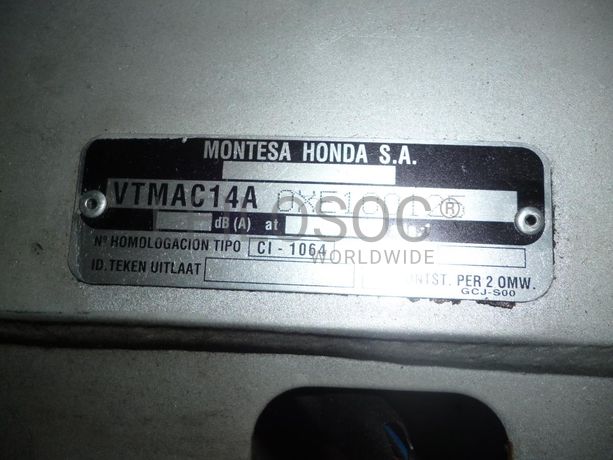 MONTESA HONDA S.A.
VTMAC14A
dB (A) at
Nº HOMOLOGACION TIPO CI - 1064
ID. TEKEN UITLAAT PER 2 OMW.
GCJ-S00
OSOC
WORLDWIDE